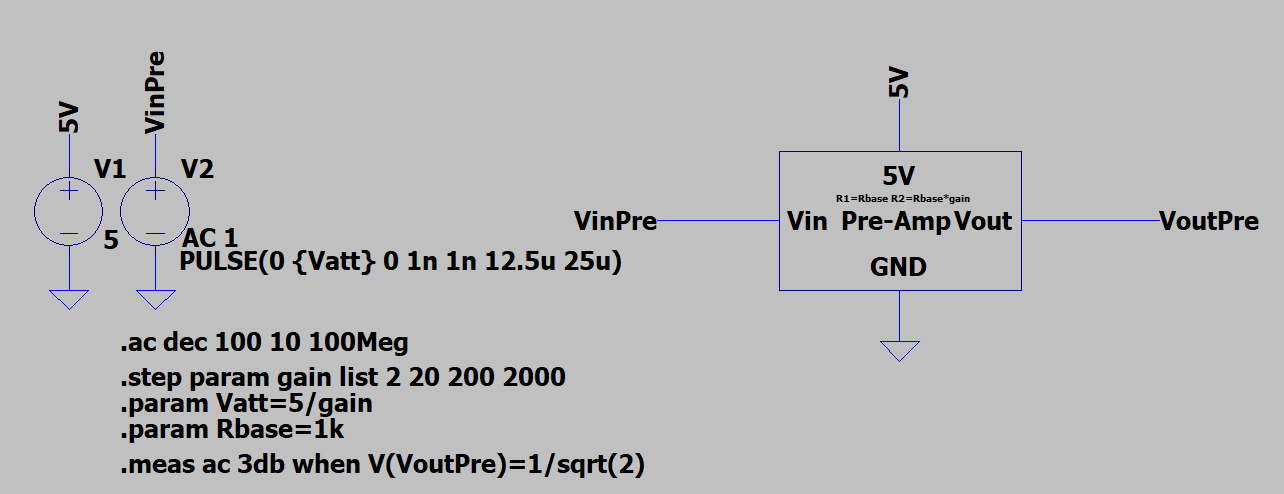 5V
VinPre
V1
V2
5
AC 1
PULSE(0 {Vatt} 0 1n 1n 12.5u 25u)
5V
5V
R1=Rbase R2=Rbase*gain
VinPre
Vin Pre-Amp Vout
VoutPre
GND
.ac dec 100 10 100Meg
.step param gain list 2 20 200 2000
.param Vatt=5/gain
.param Rbase=1k
.meas ac 3db when V(VoutPre)=1/sqrt(2)